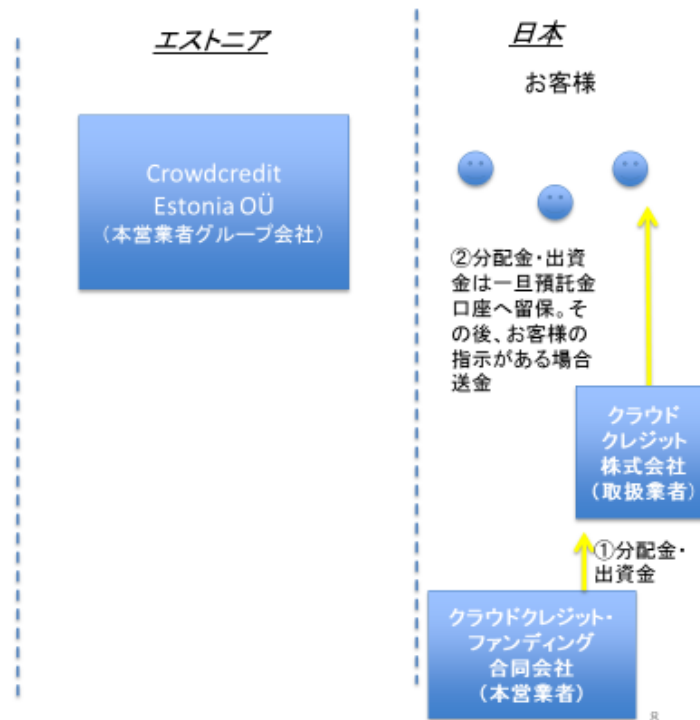 エストニア
Crowdcredit
Estonia OÜ
（本営業者グループ会社）
日本
お客様
②分配金・出資
金は一旦預託金
口座へ留保。そ
の後、お客様の
指示がある場合
送金
クラウド
クレジット
株式会社
（取扱業者）
①分配金・
出資金
クラウドクレジット・
ファンディング
合同会社
（本営業者）
8